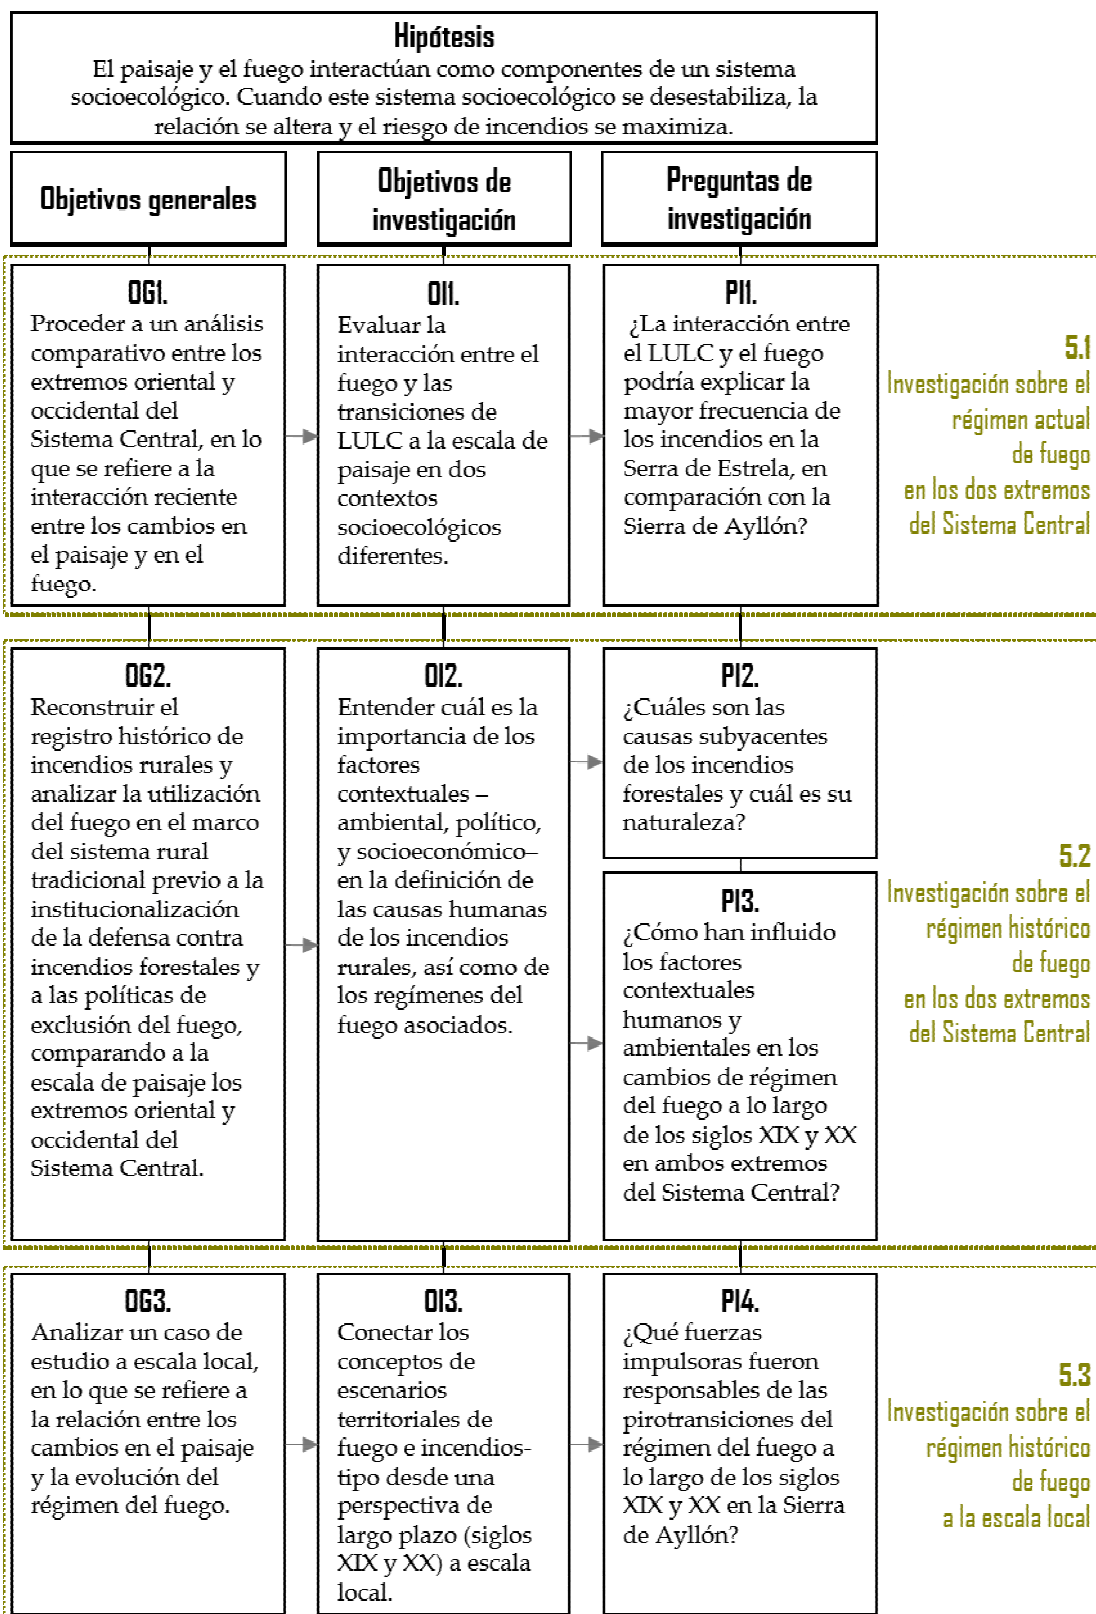 Hipótesis
El paisaje y el fuego interactúan como componentes de un sistema
socioecológico. Cuando este sistema socioecológico se desestabiliza, la
relación se altera y el riesgo de incendios se maximiza.
Objetivos generales
Objetivos de
investigación
Preguntas de
investigación
OG1.
Proceder a un análisis
comparativo entre los
extremos oriental y
occidental del
Sistema Central, en lo
que se refiere a la
interacción reciente
entre los cambios en
el paisaje y en el
fuego.
OI1.
Evaluar la
interacción entre el
fuego y las
transiciones de
LULC a la escala de
paisaje en dos
contextos
socioecológicos
diferentes.
PI1.
¿La interacción entre
el LULC y el fuego
podría explicar la
mayor frecuencia de
los incendios en la
Serra de Estrela, en
comparación con la
Sierra de Ayllón?
5.1
Investigación sobre el
régimen actual
de fuego
en los dos extremos
del Sistema Central
OG2.
Reconstruir el
registro histórico de
incendios rurales y
analizar la utilización
del fuego en el marco
del sistema rural
tradicional previo a la
institucionalización
de la defensa contra
incendios forestales y
a las políticas de
exclusión del fuego,
comparando a la
escala de paisaje los
extremos oriental y
occidental del
Sistema Central.
OI2.
Entender cuál es la
importancia de los
factores
contextuales –
ambiental, político,
y socioeconómico–
en la definición de
las causas humanas
de los incendios
rurales, así como de
los regímenes del
fuego asociados.
PI2.
¿Cuáles son las
causas subyacentes
de los incendios
forestales y cuál es su
naturaleza?
PI3.
¿Cómo han influido
los factores
contextuales
humanos y
ambientales en los
cambios de régimen
del fuego a lo largo
de los siglos XIX y XX
en ambos extremos
del Sistema Central?
5.2
Investigación sobre el
régimen histórico
de fuego
en los dos extremos
del Sistema Central
OG3.
Analizar un caso de
estudio a escala local,
en lo que se refiere a
la relación entre los
cambios en el paisaje
y la evolución del
régimen del fuego.
OI3.
Conectar los
conceptos de
escenarios
territoriales de
fuego e incendios-
tipo desde una
perspectiva de
largo plazo (siglos
XIX y XX) a escala
local.
PI4.
¿Qué fuerzas
impulsoras fueron
responsables de las
pirotransiciones del
régimen del fuego a
lo largo de los siglos
XIX y XX en la Sierra
de Ayllón?
5.3
Investigación sobre el
régimen histórico
de fuego
a la escala local